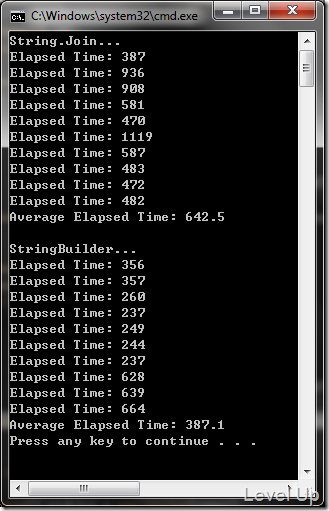 C:\Windows\system32\cmd.exe
String.Join...
Elapsed Time: 387
Elapsed Time: 936
Elapsed Time: 908
Elapsed Time: 581
Elapsed Time: 470
Elapsed Time: 1119
Elapsed Time: 587
Elapsed Time: 483
Elapsed Time: 472
Elapsed Time: 482
Average Elapsed Time: 642.5
StringBuilder...
Elapsed Time: 356
Elapsed Time: 357
Elapsed Time: 260
Elapsed Time: 237
Elapsed Time: 249
Elapsed Time: 244
Elapsed Time: 237
Elapsed Time: 628
Elapsed Time: 639
Elapsed Time: 664
Average Elapsed Time: 387.1
Press any key to continue . . .
Level Up